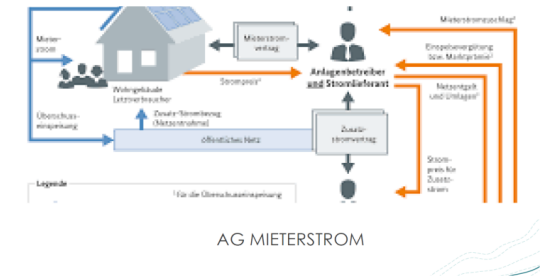 Mieter-
strom
Mieterstrom-
vertrag
Mieterstromzuschlag²
Einspeisevergütung
bzw. Marktprämie¹
Strompreis²
Anlagenbetreiber
und Stromlieferant
Netzentgelt
und Umlagen²
Wohngebäude
Letztverbraucher
Überschuss-
einspeisung
Zusatz-Strombezug
(Netzentnahme)
öffentliches Netz
Zusatz-
stromvertrag
Strom-
preis für
Zusatz-
strom
Legende
¹ Für die Überschusseinspeisung
AG MIETERSTROM